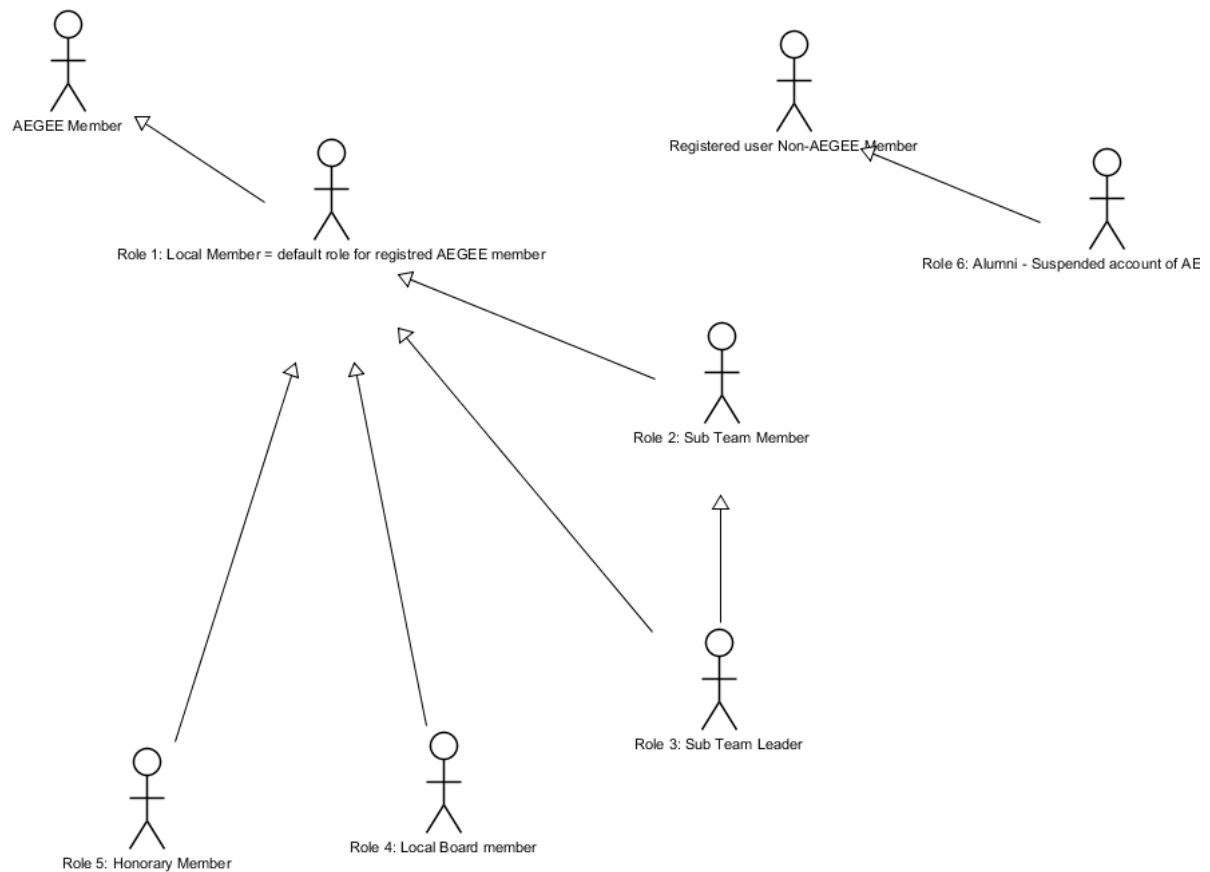 AEGEE Member
Registered user Non-AEGEE Member
Role 1: Local Member = default role for registred AEGEE member
Role 6: Alumni - Suspended account of AE
Role 2: Sub Team Member
Role 3: Sub Team Leader
Role 4: Local Board member
Role 5: Honorary Member